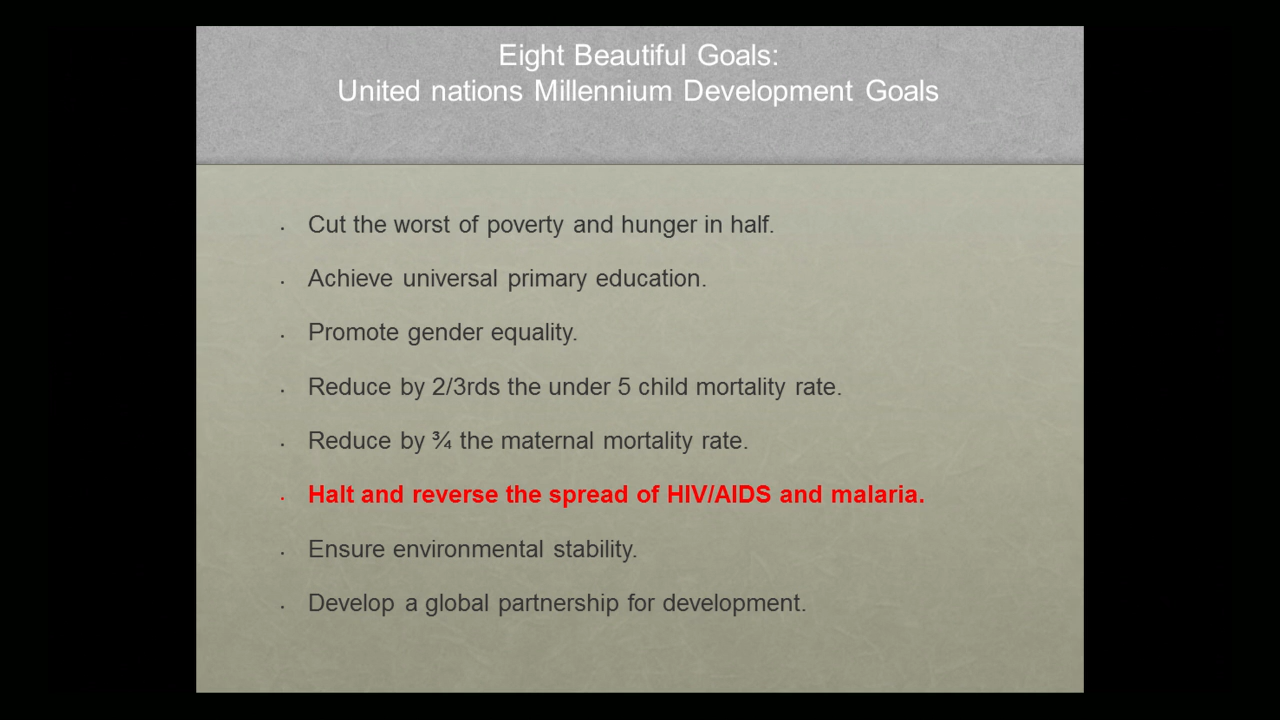 Eight Beautiful Goals:
United nations Millennium Development Goals
· Cut the worst of poverty and hunger in half.
· Achieve universal primary education.
· Promote gender equality.
· Reduce by 2/3rds the under 5 child mortality rate.
· Reduce by ¾ the maternal mortality rate.
· Halt and reverse the spread of HIV/AIDS and malaria.
· Ensure environmental stability.
· Develop a global partnership for development.